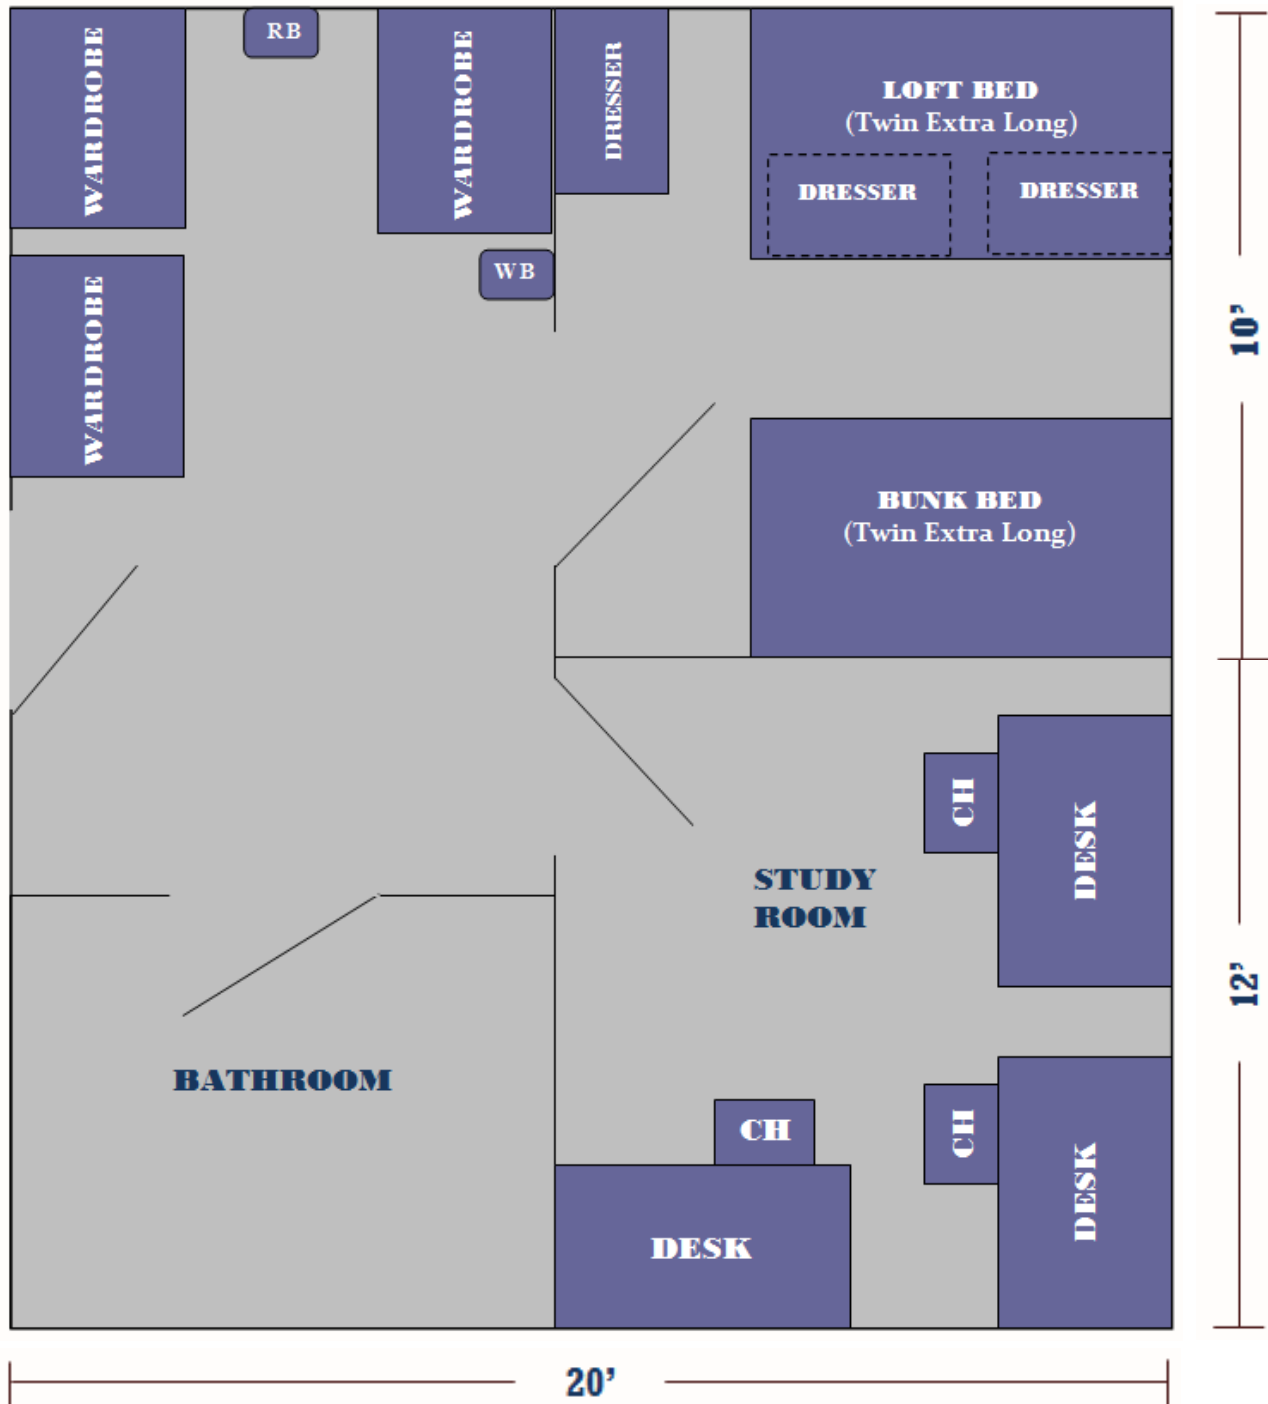 WARDROBE
RB
WARDROBE
DRESSER
LOFT BED
(Twin Extra Long)
DRESSER
DRESSER
WB
WARDROBE
10’
BUNK BED
(Twin Extra Long)
CH
DESK
STUDY
ROOM
12’
BATHROOM
CH
CH
DESK
DESK
20’